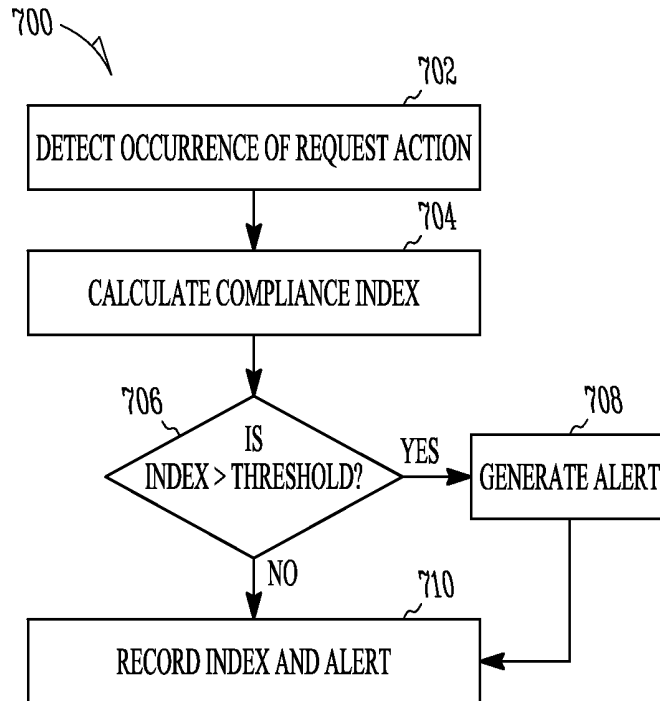 700
702
DETECT OCCURRENCE OF REQUEST ACTION
704
CALCULATE COMPLIANCE INDEX
706
IS
INDEX > THRESHOLD?
YES
708
GENERATE ALERT
NO
710
RECORD INDEX AND ALERT